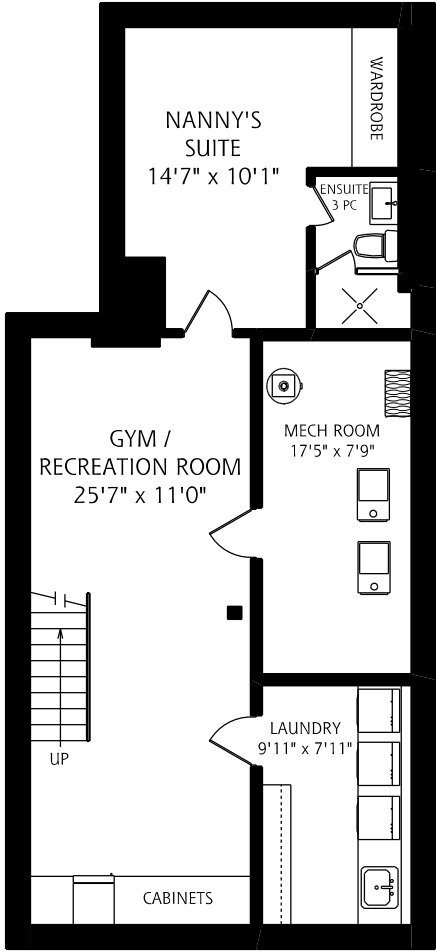 WARDROBE
NANNY'S
SUITE
14'7" x 10'1"
ENSUITE
3 PC
GYM /
RECREATION ROOM
25'7" x 11'0"
MECH ROOM
17'5" x 7'9"
LAUNDRY
9'11" x 7'11"
UP
CABINETS